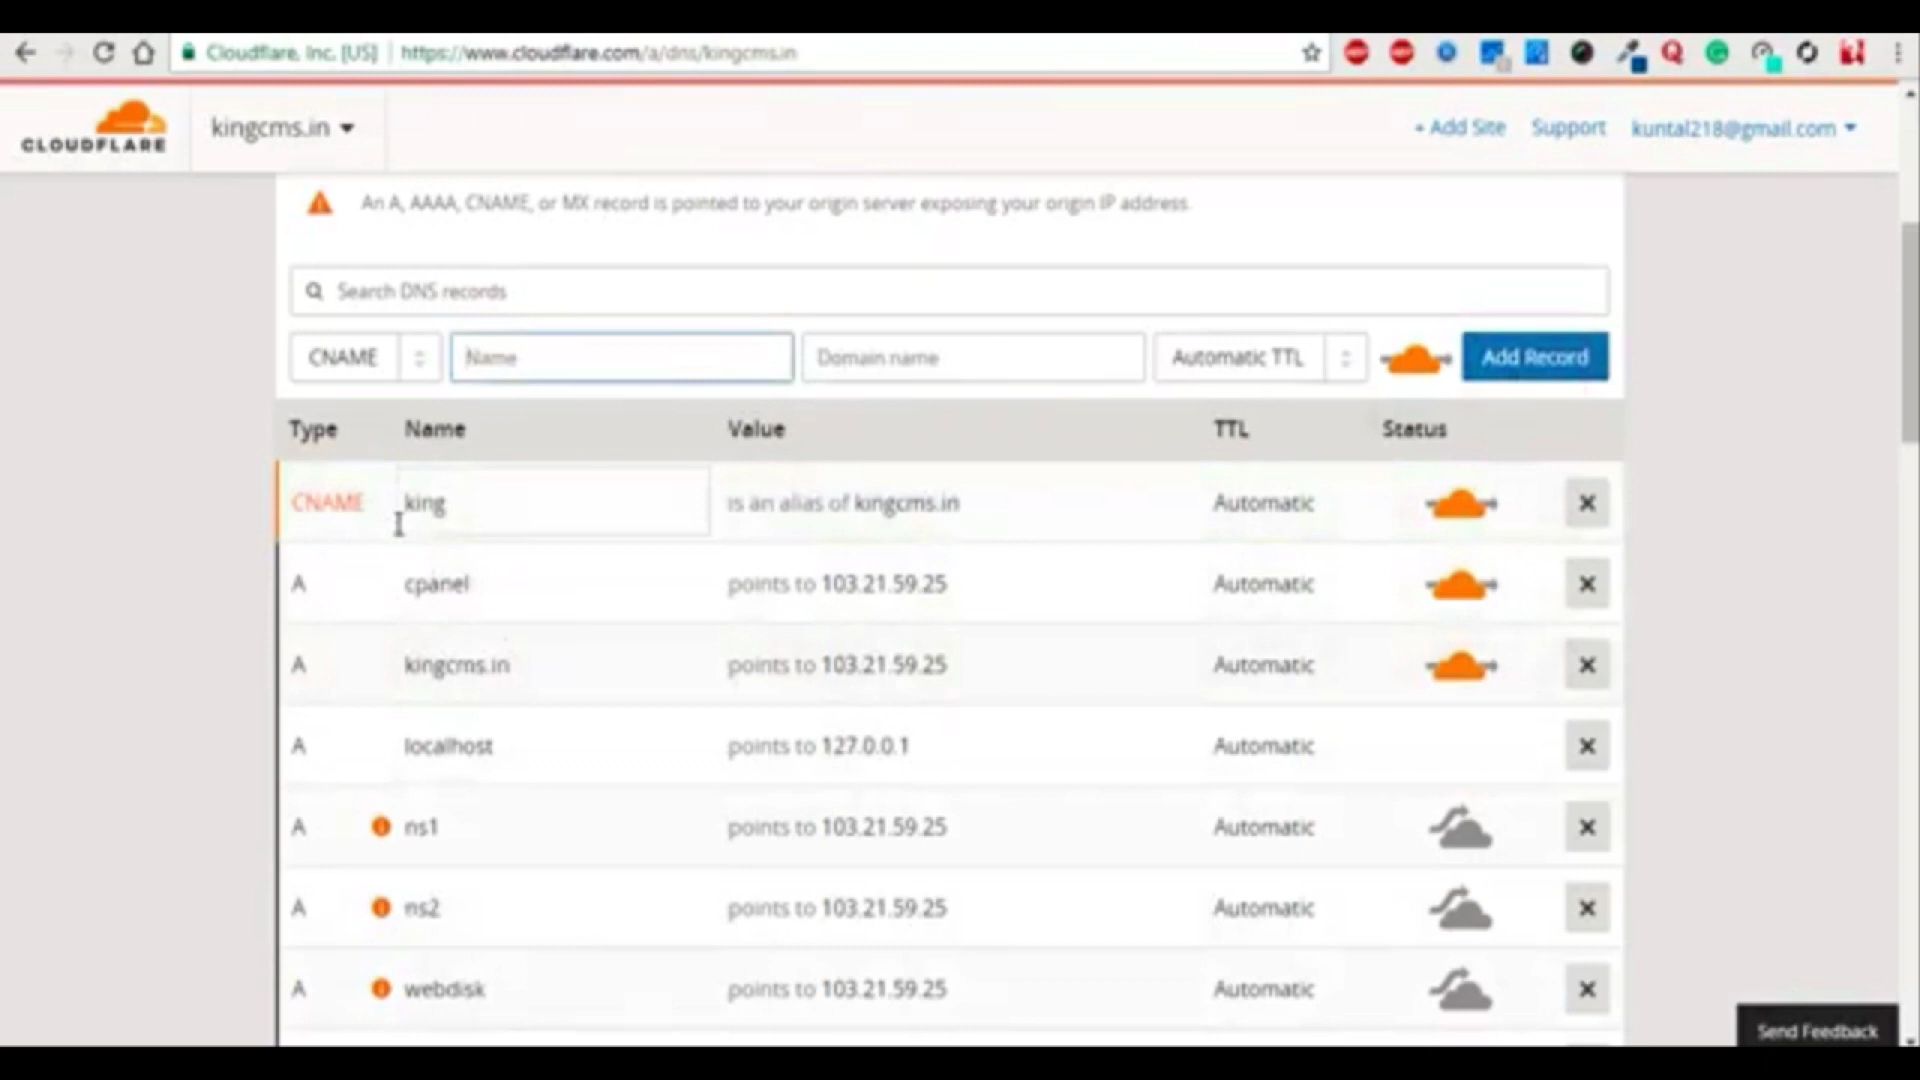 Cloudflare, Inc. [US] https://www.cloudflare.com/a/dns/kingcms.in
CLOUDFLARE
kingcms.in
+ Add Site Support kuntal218@gmail.com
An A, AAAA, CNAME, or MX record is pointed to your origin server exposing your origin IP address.
Search DNS records
CNAME Name Domain name Automatic TTL Add Record
Type Name Value TTL Status
CNAME king is an alias of kingcms.in Automatic
A cpanel points to 103.21.59.25 Automatic
A kingcms.in points to 103.21.59.25 Automatic
A localhost points to 127.0.0.1 Automatic
A ns1 points to 103.21.59.25 Automatic
A ns2 points to 103.21.59.25 Automatic
A webdisk points to 103.21.59.25 Automatic
Send Feedback